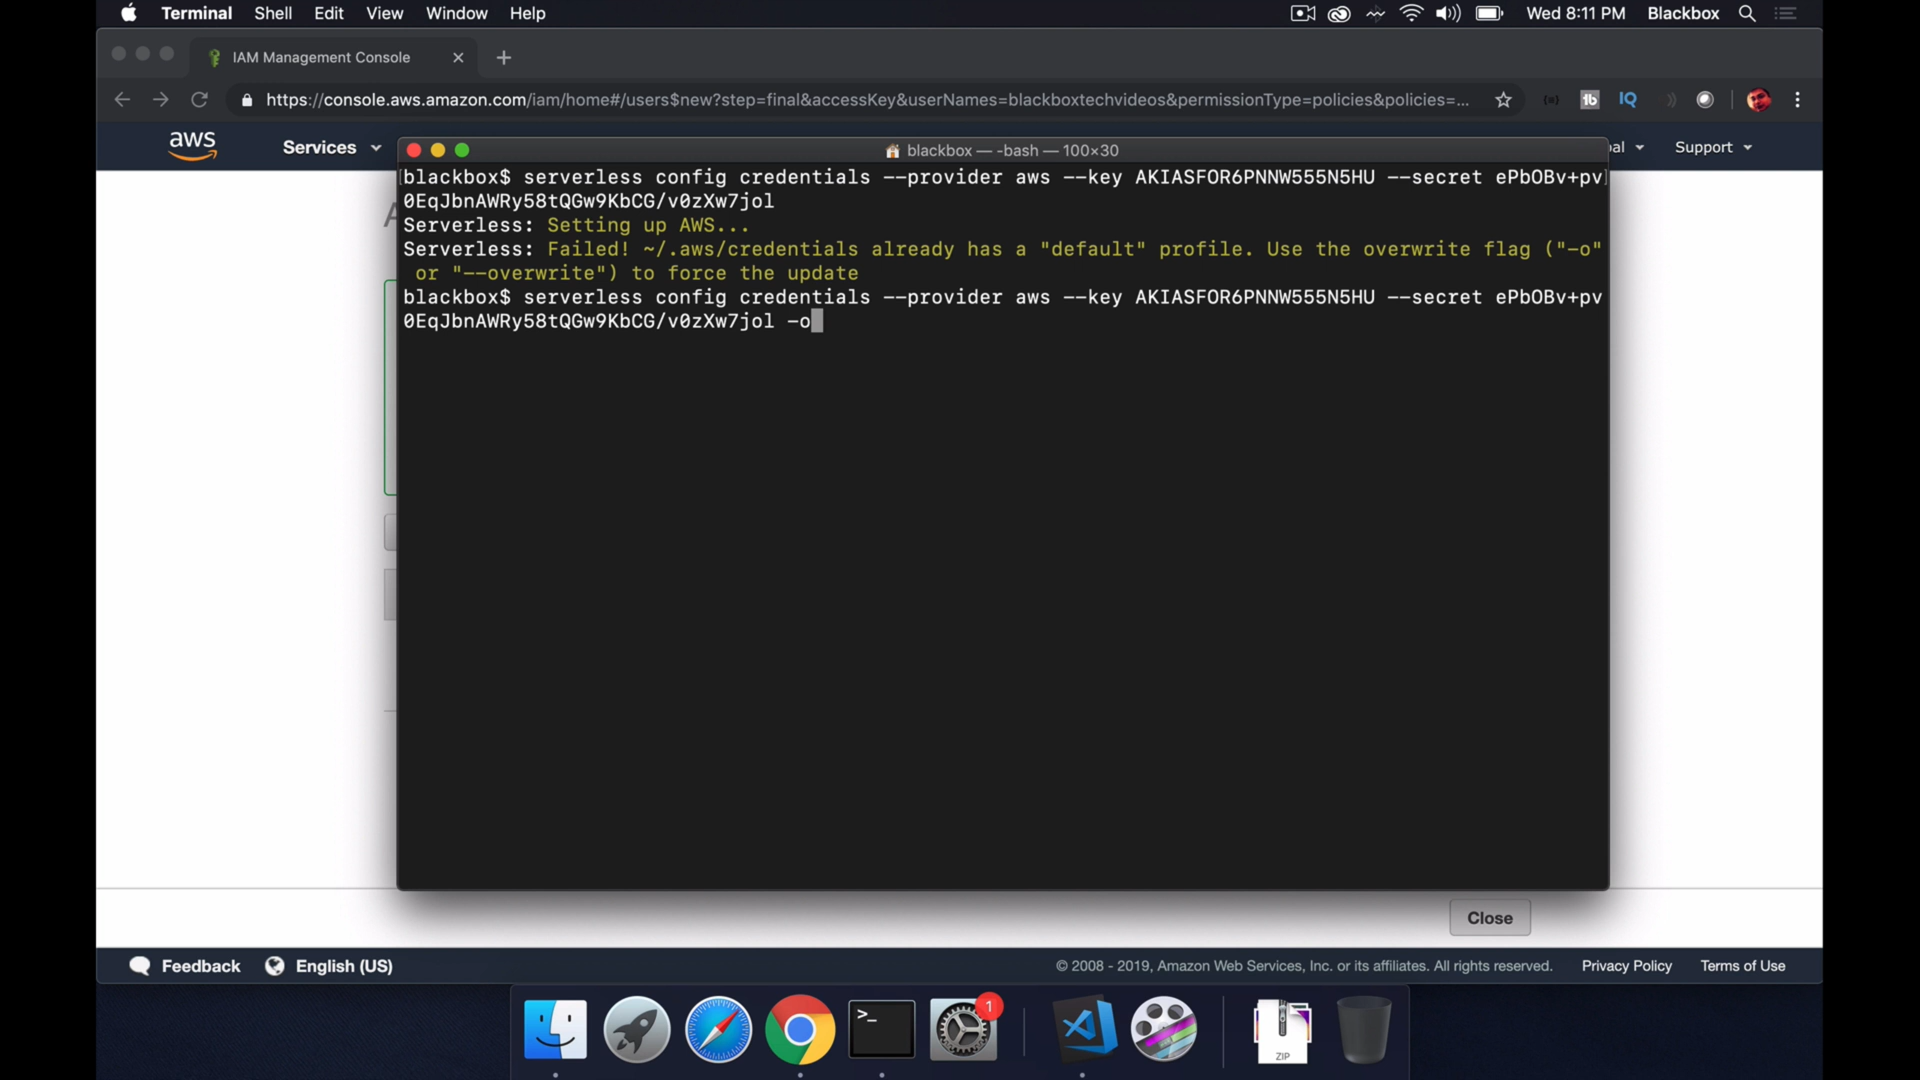 Terminal Shell Edit View Window Help Wed 8:11 PM Blackbox
IAM Management Console
https://console.aws.amazon.com/iam/home#/users$new?step=final&accessKey&userNames=blackboxtechvideos&permissionType=policies&policies=...
tb IQ
aws Services Support
blackbox — -bash — 100×30
blackbox$ serverless config credentials --provider aws --key AKIASFOR6PNNW555N5HU --secret ePbOBv+pv
0EqJbnAWRy58tQGw9KbCG/v0zXw7jol
Serverless: Setting up AWS...
Serverless: Failed! ~/.aws/credentials already has a "default" profile. Use the overwrite flag ("-o"
or "--overwrite") to force the update
blackbox$ serverless config credentials --provider aws --key AKIASFOR6PNNW555N5HU --secret ePbOBv+pv
0EqJbnAWRy58tQGw9KbCG/v0zXw7jol -o
Close
Feedback English (US) © 2008 - 2019, Amazon Web Services, Inc. or its affiliates. All rights reserved. Privacy Policy Terms of Use
>_ 1
ZIP